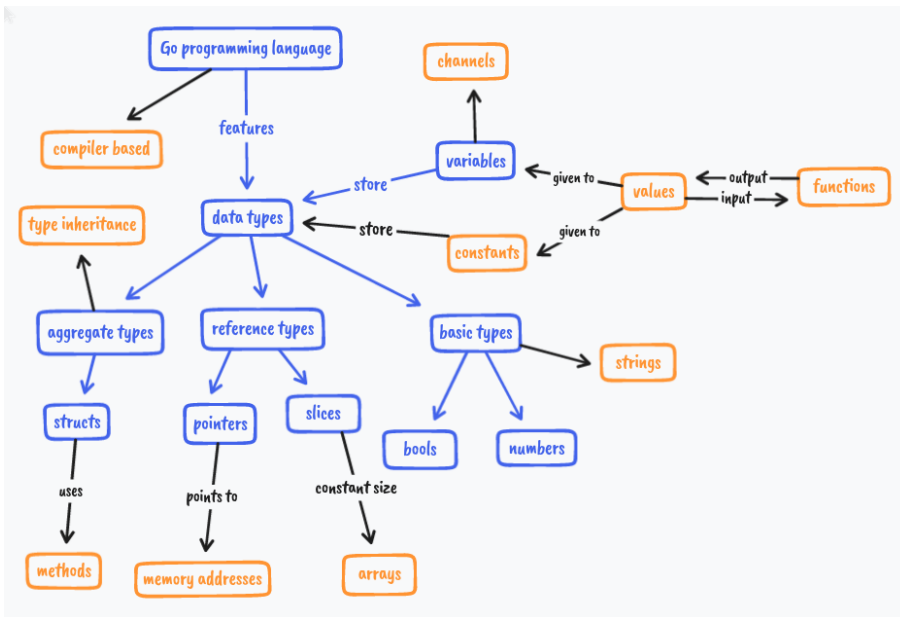 Go programming language
channels
features
compiler based
variables
store
given to
output
functions
values
input
type inheritance
data types
store
given to
constants
aggregate types
reference types
basic types
strings
structs
pointers
slices
bools
numbers
uses
points to
constant size
methods
memory addresses
arrays